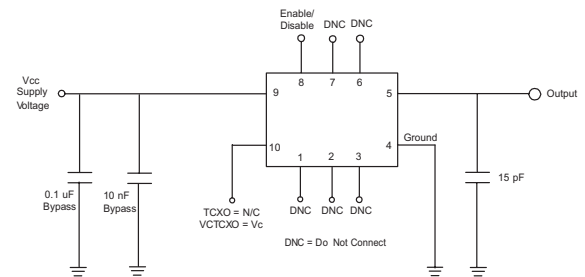 Enable/
Disable
DNC DNC
8 7 6
Vcc
Supply
Voltage
9
5
Output
10
4
Ground
1 2 3
0.1 uF
Bypass
10 nF
Bypass
15 pF
TCXO = N/C
VCTCXO = Vc
DNC DNC DNC
DNC = Do Not Connect